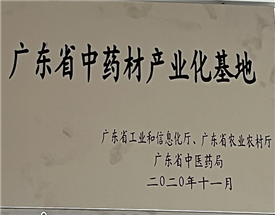 广东省中药材产业化基地
广东省工业和信息化厅、广东省农业农村厅
广东省中医药局
二〇二〇年十一月